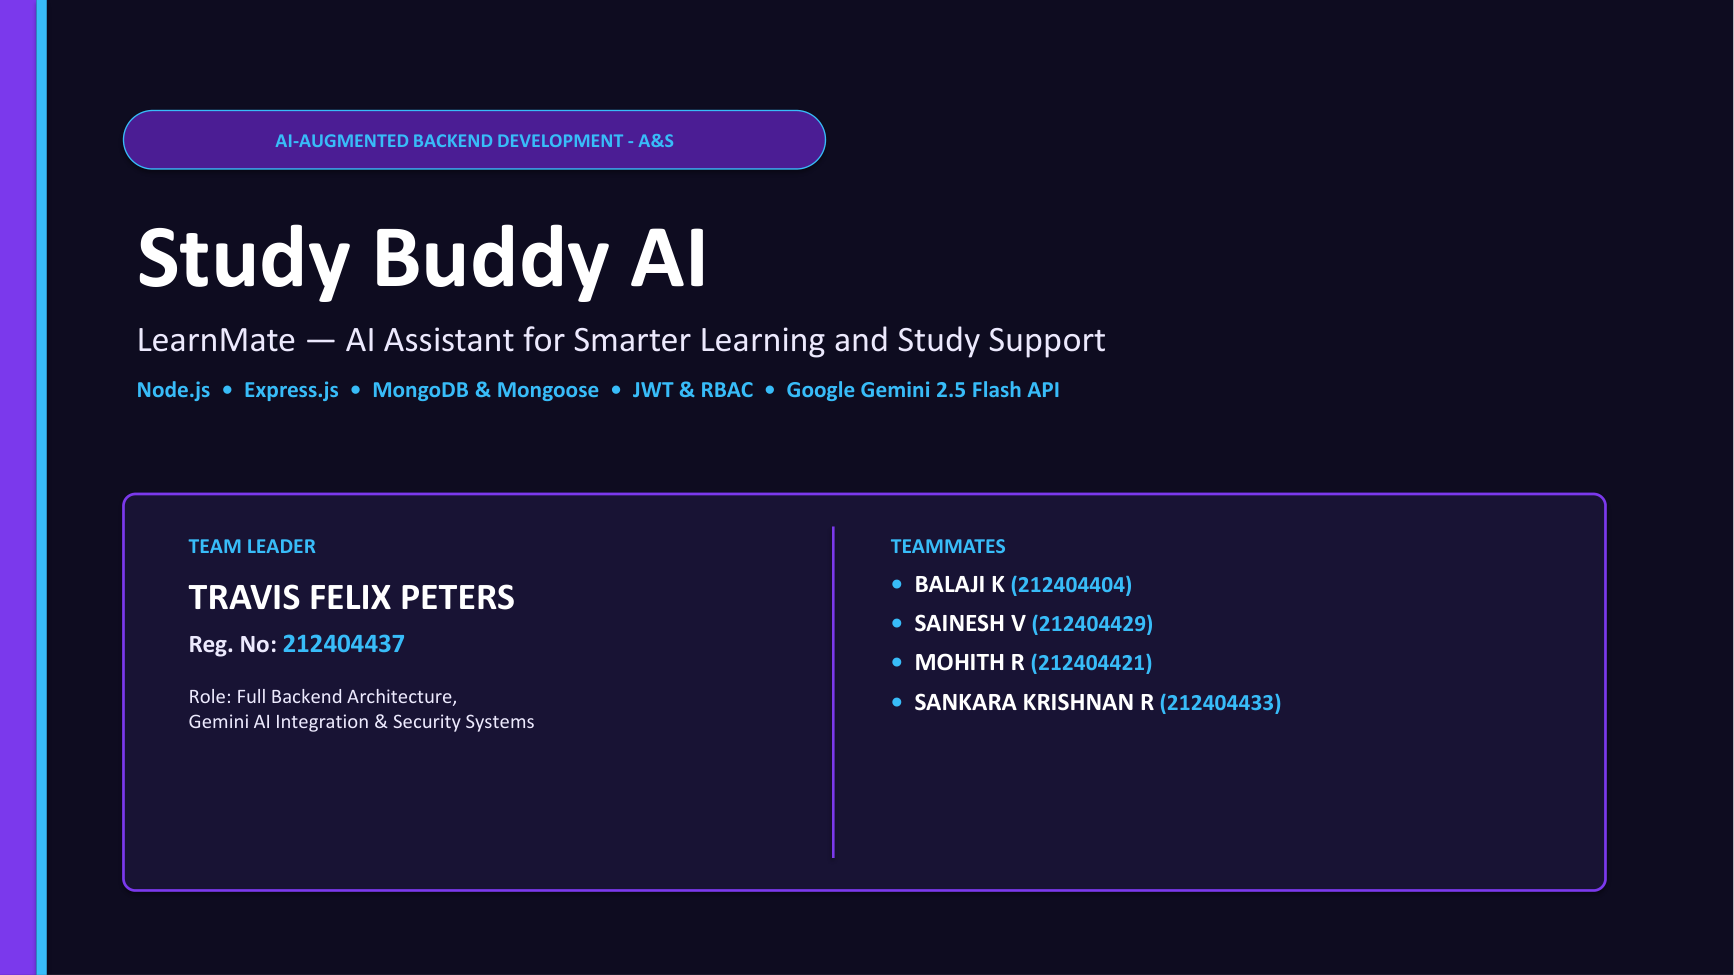 AI-AUGMENTED BACKEND DEVELOPMENT - A&S
Study Buddy AI
LearnMate — AI Assistant for Smarter Learning and Study Support
Node.js • Express.js • MongoDB & Mongoose • JWT & RBAC • Google Gemini 2.5 Flash API
TEAM LEADER
TRAVIS FELIX PETERS
Reg. No: 212404437
Role: Full Backend Architecture,
Gemini AI Integration & Security Systems
TEAMMATES
• BALAJI K (212404404)
• SAINESH V (212404429)
• MOHITH R (212404421)
• SANKARA KRISHNAN R (212404433)